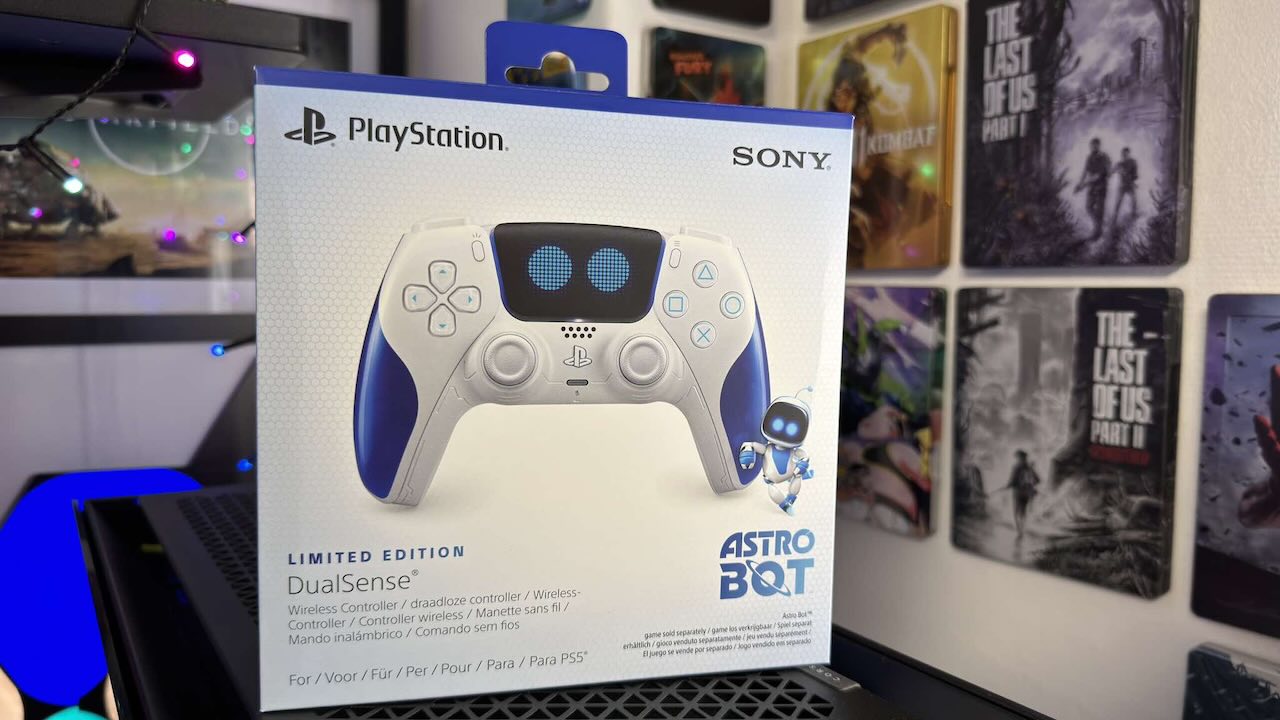 PlayStation®
SONY®
LIMITED EDITION
DualSense®
Wireless Controller / draadloze controller / Wireless-
Controller / Controller wireless / Manette sans fil /
Mando inalámbrico / Comando sem fios
For / Voor / Für / Per / Pour / Para / Para PS5®
ASTRO
BOT
Astro Bot™
game sold separately / game los verkrijgbaar / Spiel separat
erhältlich / gioco venduto separatamente / jeu vendu séparément /
El juego se vende por separado / Jogo vendido em separado
FURY
KOMBAT
THE
LAST
OF US
PART I
THE
LAST
OF US
PART II
REMASTERED